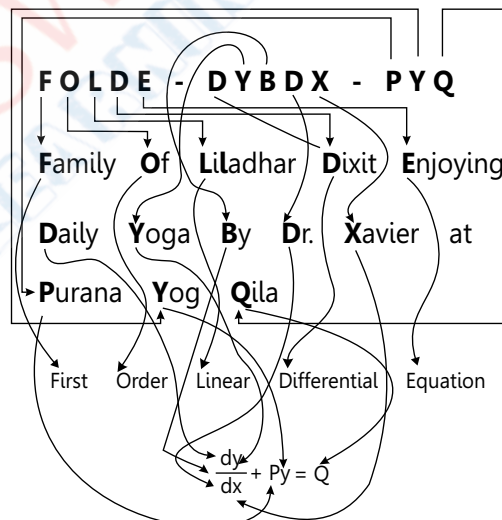 FOLDE - DYBDX - PYQ
Family Of Liladhar Dixit Enjoying
Daily Yoga By Dr. Xavier at
Purana Yog Qila
First Order Linear Differential Equation
dy
dx
+ Py = Q